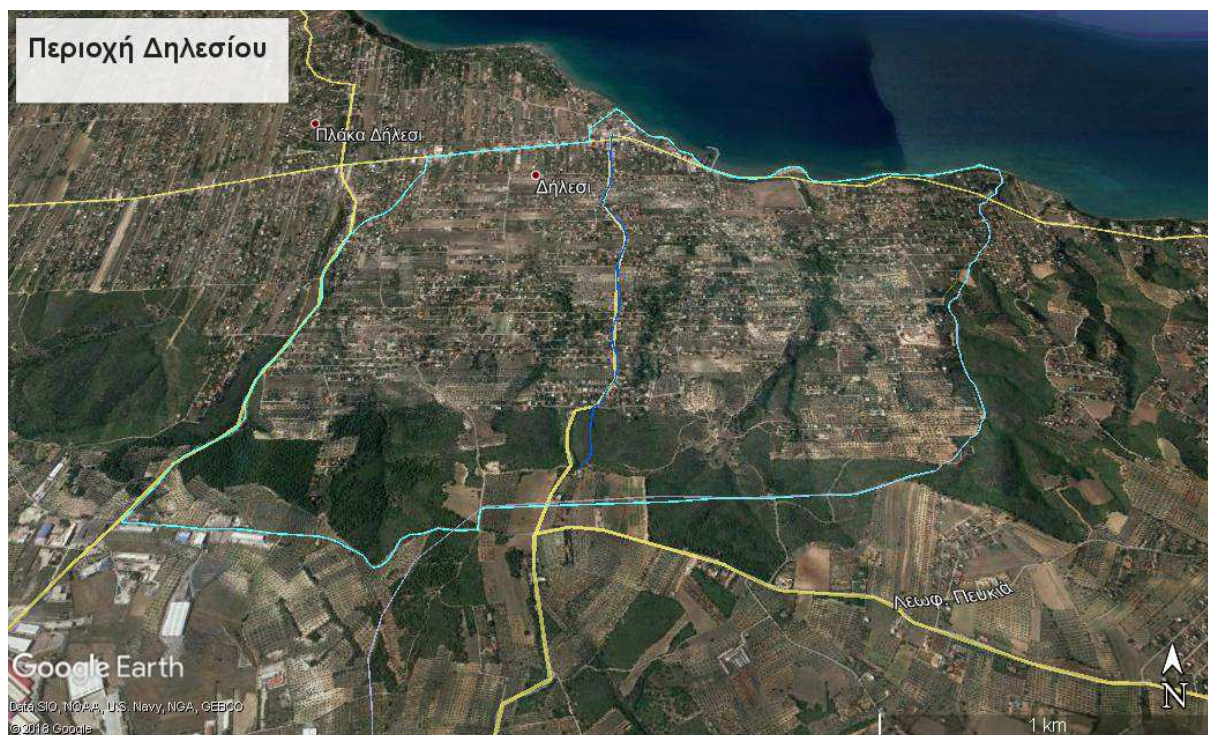 Περιοχή Δηλεσίου
Πλάκα Δήλεσι
Δήλεσι
Λεωφ. Πευκιά
Google Earth
Data SIO, NOAA, U.S. Navy, NGA, GEBCO
© 2018 Google
N
1 km